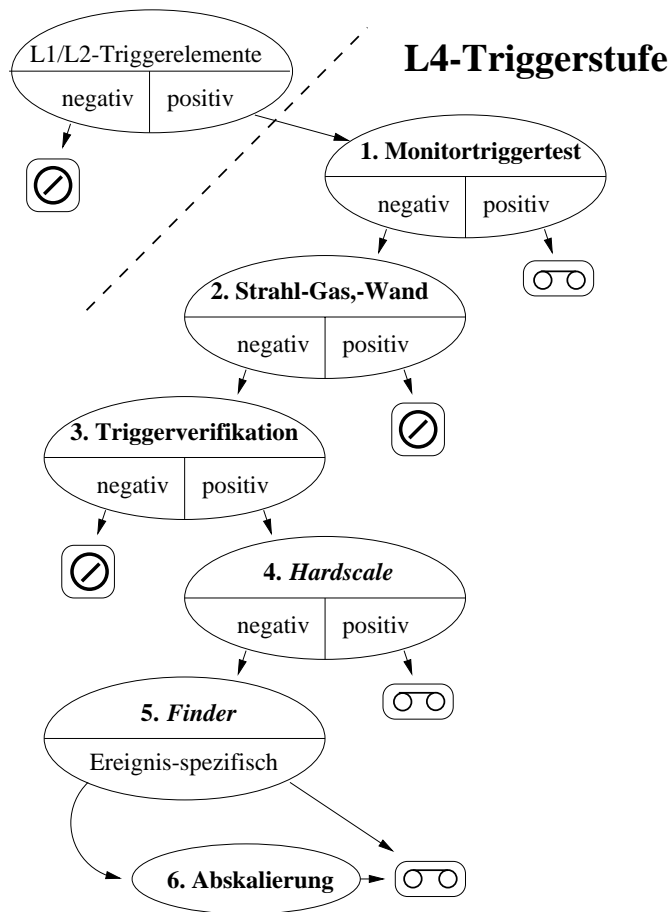 L1/L2-Triggerelemente
negativ positiv
L4-Triggerstufe
1. Monitortriggertest
negativ positiv
2. Strahl-Gas,-Wand
negativ positiv
3. Triggerverifikation
negativ positiv
4. Hardscale
negativ positiv
5. Finder
Ereignis-spezifisch
6. Abskalierung